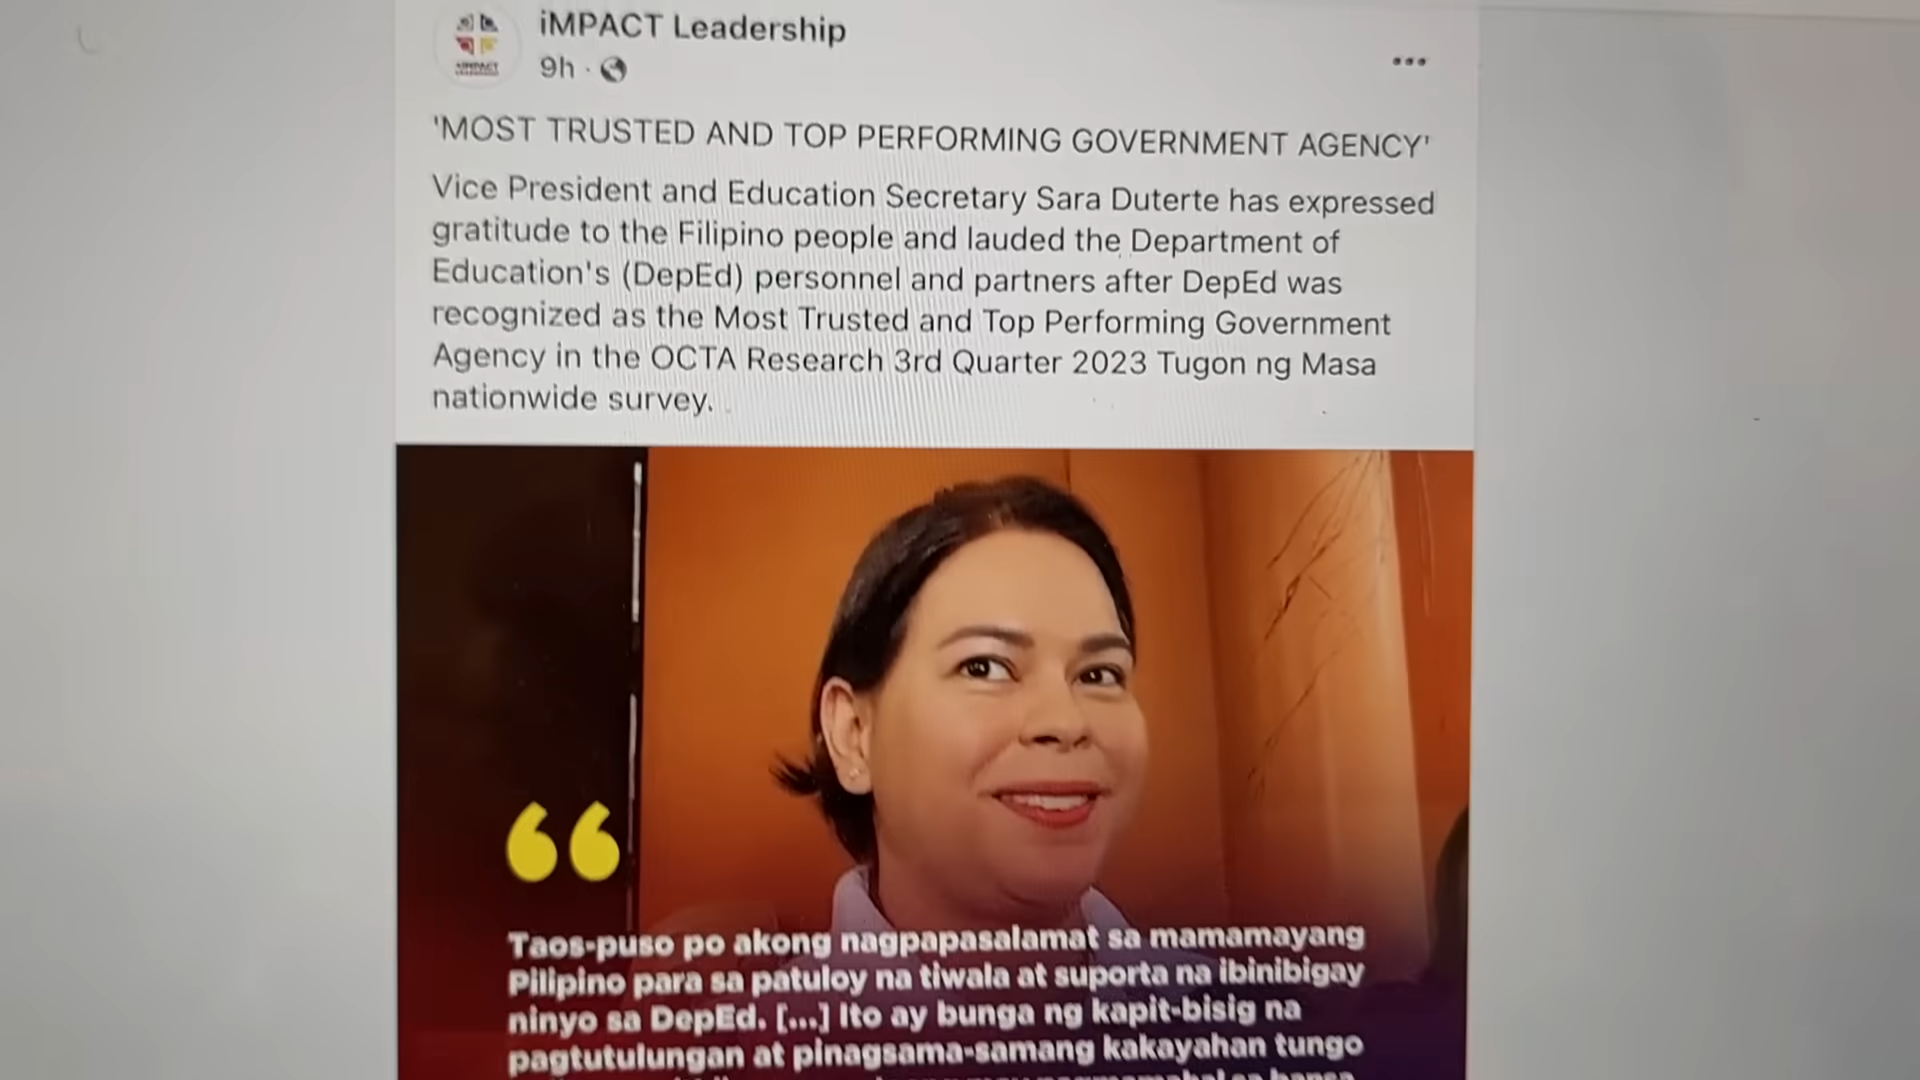 iMPACT Leadership
9h ·
'MOST TRUSTED AND TOP PERFORMING GOVERNMENT AGENCY'
Vice President and Education Secretary Sara Duterte has expressed
gratitude to the Filipino people and lauded the Department of
Education's (DepEd) personnel and partners after DepEd was
recognized as the Most Trusted and Top Performing Government
Agency in the OCTA Research 3rd Quarter 2023 Tugon ng Masa
nationwide survey.
“
Taos-puso po akong nagpapasalamat sa mamamayang
Pilipino para sa patuloy na tiwala at suporta na ibinibigay
ninyo sa DepEd. [...] Ito ay bunga ng kapit-bisig na
pagtutulungan at pinagsama-samang kakayahan tungo